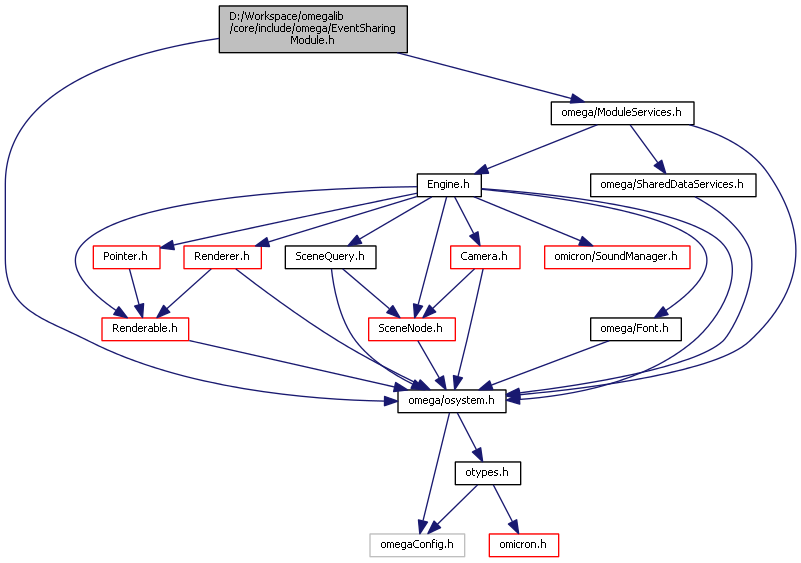 D:/Workspace/omegalib
/core/include/omega/EventSharing
Module.h
omega/ModuleServices.h
Engine.h
omega/SharedDataServices.h
Pointer.h
Renderer.h
SceneQuery.h
Camera.h
omicron/SoundManager.h
Renderable.h
SceneNode.h
omega/Font.h
omega/osystem.h
otypes.h
omegaConfig.h
omicron.h